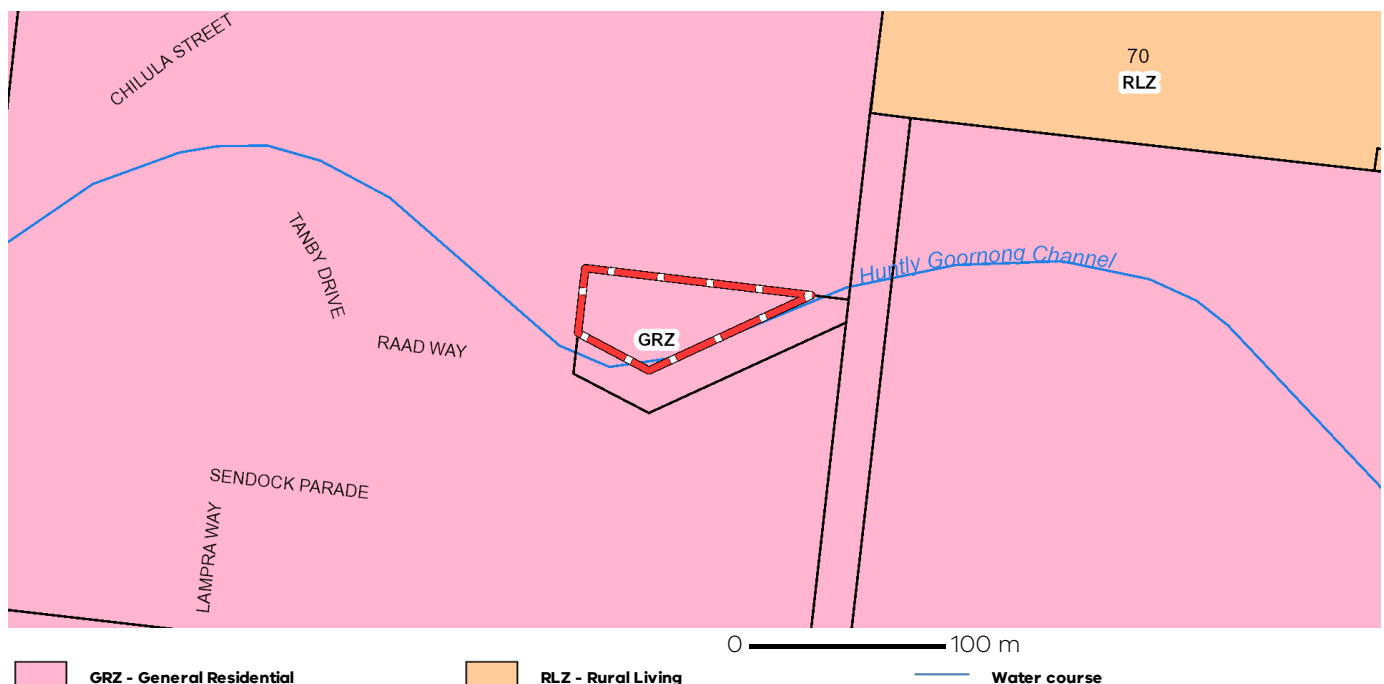 CHILULA STREET
70
RLZ
TANBY DRIVE
Huntly Goornong Channel
RAAD WAY
GRZ
SENDOCK PARADE
LAMPRA WAY
0 100 m
GRZ - General Residential
RLZ - Rural Living
Water course